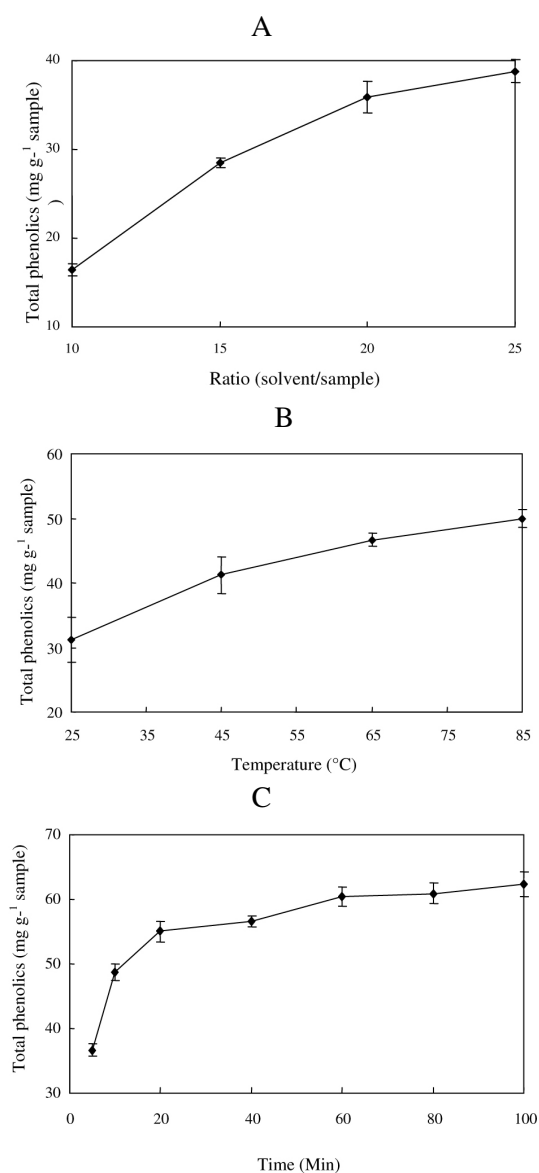 A
40
30
20
10
Total phenolics (mg g-¹ sample)
10 15 20 25
Ratio (solvent/sample)
B
60
50
40
30
20
Total phenolics (mg g-¹ sample)
25 35 45 55 65 75 85
Temperature (°C)
C
70
60
50
40
30
Total phenolics (mg g-¹ sample)
0 20 40 60 80 100
Time (Min)